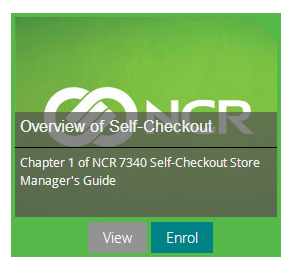 NCR
Overview of Self-Checkout
Chapter 1 of NCR 7340 Self-Checkout Store
Manager's Guide
View
Enrol